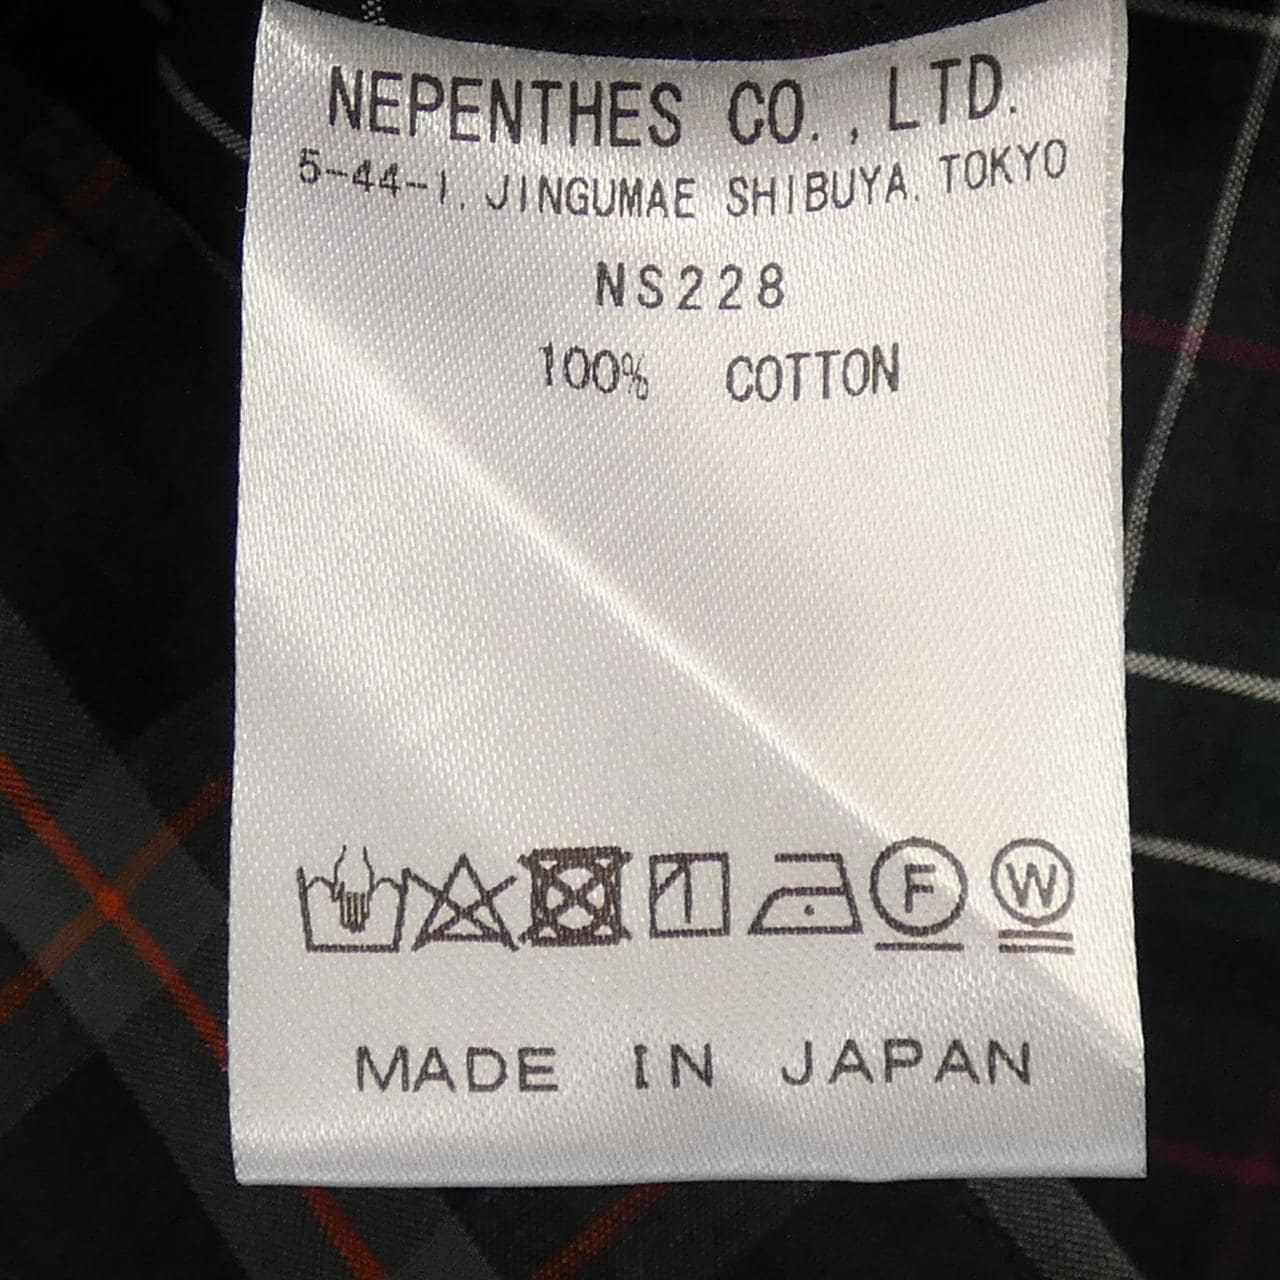 NEPENTHES CO., LTD.
5-44-1. JINGUMAE SHIBUYA. TOKYO
NS228
100% COTTON
F W
MADE IN JAPAN